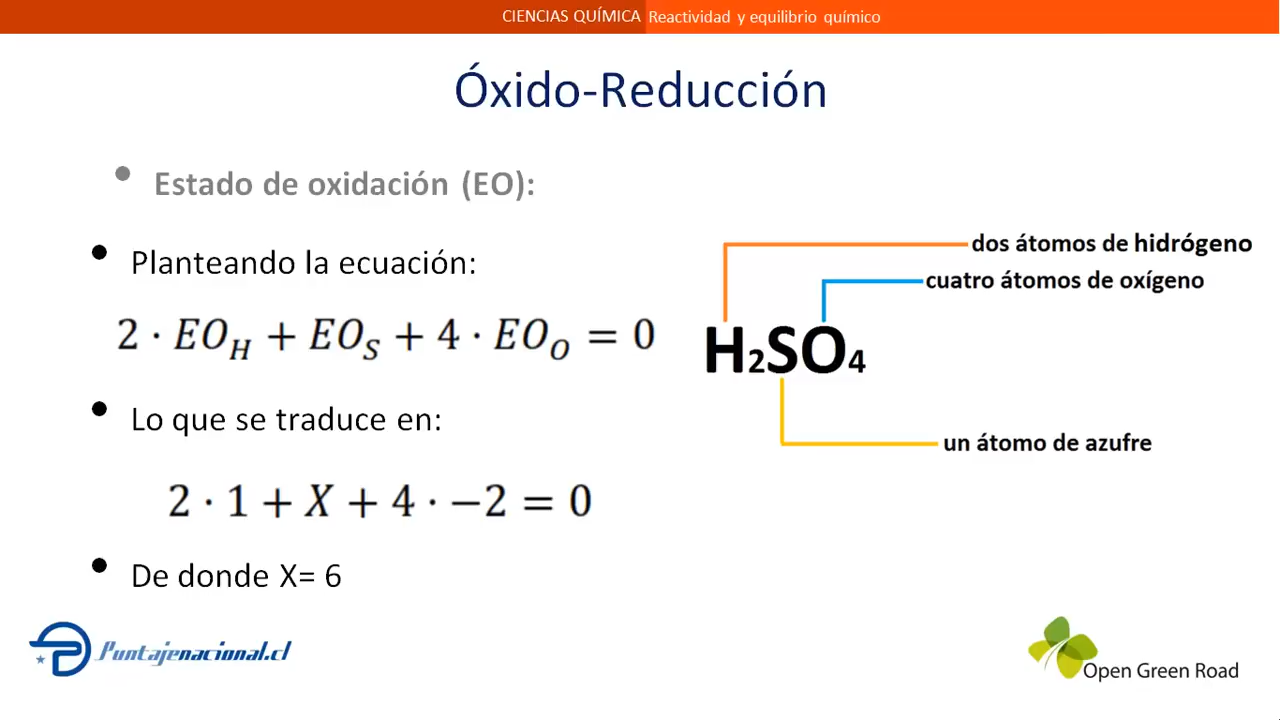 CIENCIAS QUÍMICA Reactividad y equilibrio químico
Óxido-Reducción
• Estado de oxidación (EO):
• Planteando la ecuación:
2 · EO_H + EO_S + 4 · EO_O = 0
• Lo que se traduce en:
2 · 1 + X + 4 · −2 = 0
• De donde X= 6
dos átomos de hidrógeno
cuatro átomos de oxígeno
H₂SO₄
un átomo de azufre
Puntajenacional.cl
Open Green Road